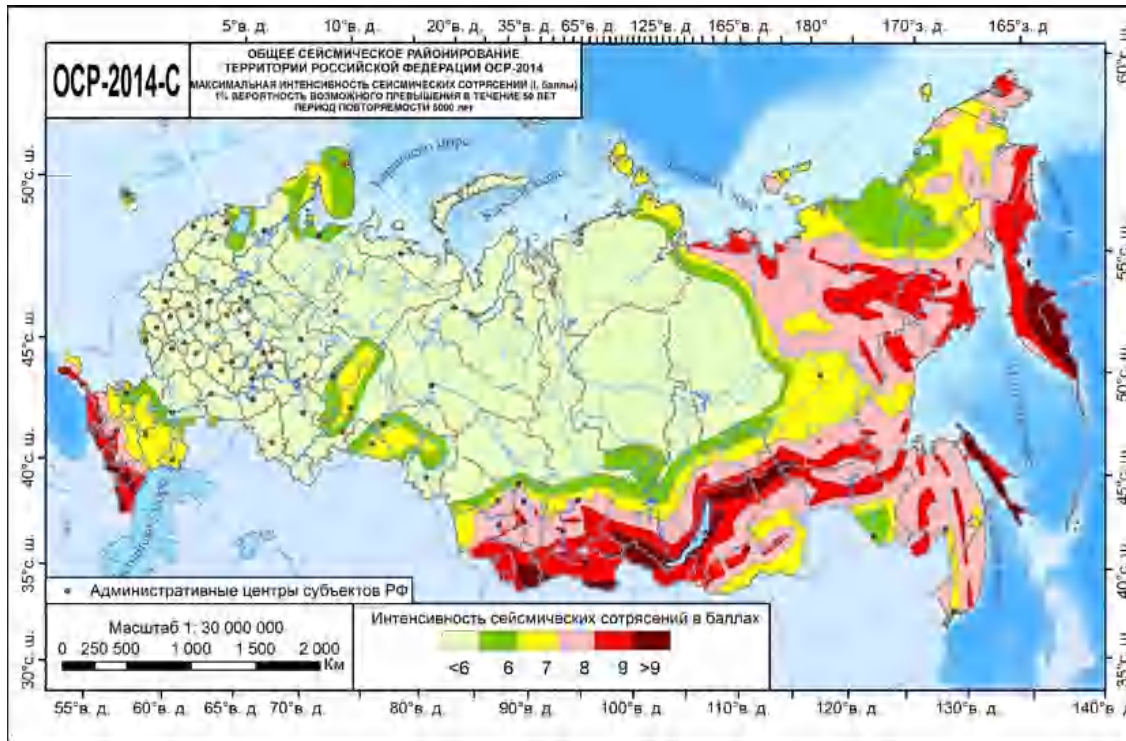 5°в. д. 10°в. д. 20°в. д. 35°в. д. 65°в. д. 125°в. д. 165°в. д. 180° 170°з. д. 165°з. д
ОСР-2014-С
ОБЩЕЕ СЕЙСМИЧЕСКОЕ РАЙОНИРОВАНИЕ
ТЕРРИТОРИИ РОССИЙСКОЙ ФЕДЕРАЦИИ ОСР-2014
МАКСИМАЛЬНАЯ ИНТЕНСИВНОСТЬ СЕЙСМИЧЕСКИХ СОТРЯСЕНИЙ (I, баллы)
1% ВЕРОЯТНОСТЬ ВОЗМОЖНОГО ПРЕВЫШЕНИЯ В ТЕЧЕНИЕ 50 ЛЕТ
ПЕРИОД ПОВТОРЯЕМОСТИ 5000 лет
50°с. ш.
45°с. ш.
40°с. ш.
35°с. ш.
30°с. ш.
60°с. ш.
55°с. ш.
50°с. ш.
45°с. ш.
40°с. ш.
35°с. ш.
Административные центры субъектов РФ
Масштаб 1: 30 000 000
0 250 500 1 000 1 500 2 000
Км
Интенсивность сейсмических сотрясений в баллах
<6 6 7 8 9 >9
55°в. д. 60°в. д. 65°в. д. 70°в. д. 80°в. д. 90°в. д. 100°в. д. 110°в. д. 120°в. д. 130°в. д. 140°в. д.